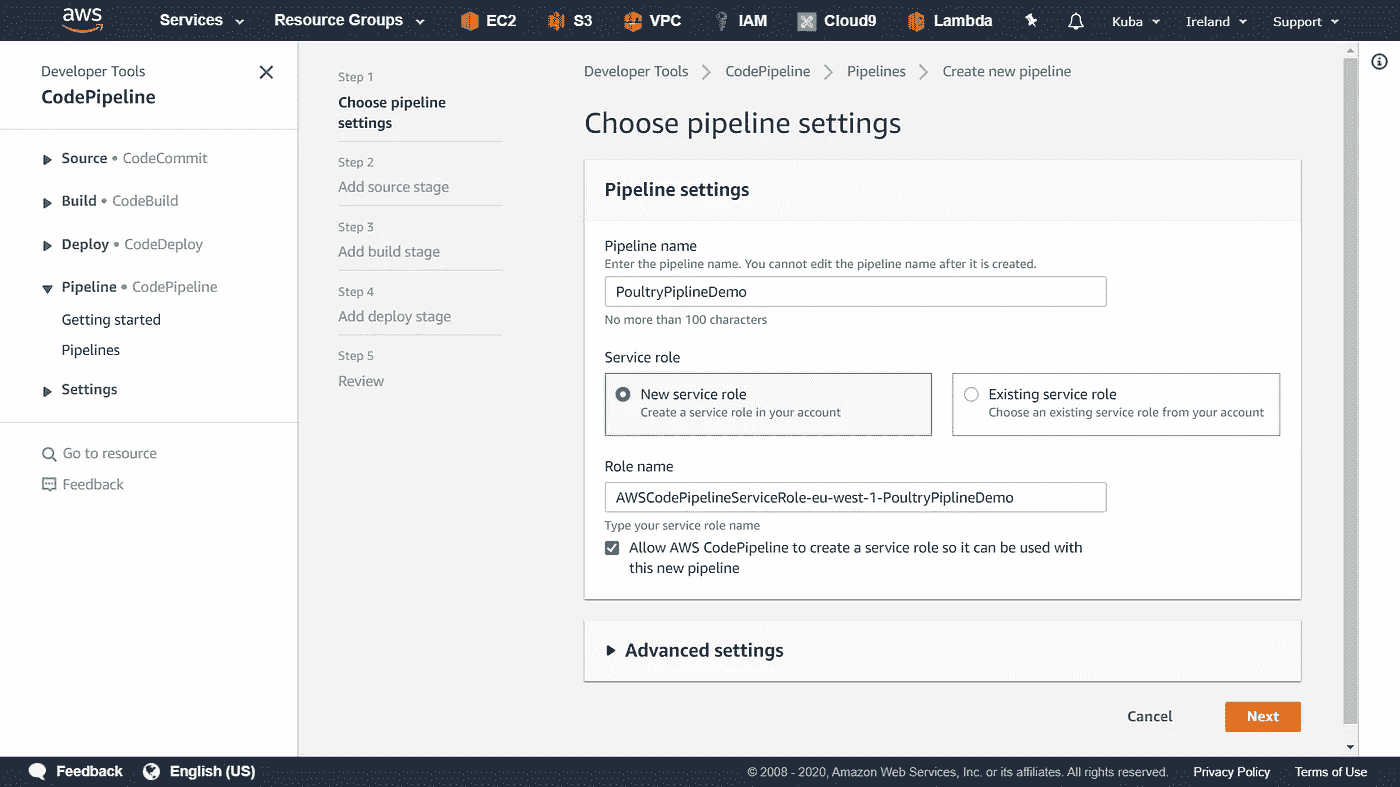 aws Services Resource Groups EC2 S3 VPC IAM Cloud9 Lambda Kuba Ireland Support
Developer Tools
CodePipeline
Source • CodeCommit
Build • CodeBuild
Deploy • CodeDeploy
Pipeline • CodePipeline
Getting started
Pipelines
Settings
Go to resource
Feedback
Step 1
Choose pipeline
settings
Step 2
Add source stage
Step 3
Add build stage
Step 4
Add deploy stage
Step 5
Review
Developer Tools > CodePipeline > Pipelines > Create new pipeline
Choose pipeline settings
Pipeline settings
Pipeline name
Enter the pipeline name. You cannot edit the pipeline name after it is created.
PoultryPiplineDemo
No more than 100 characters
Service role
New service role
Create a service role in your account
Existing service role
Choose an existing service role from your account
Role name
AWSCodePipelineServiceRole-eu-west-1-PoultryPiplineDemo
Type your service role name
Allow AWS CodePipeline to create a service role so it can be used with
this new pipeline
Advanced settings
Cancel Next
Feedback English (US) © 2008 - 2020, Amazon Web Services, Inc. or its affiliates. All rights reserved. Privacy Policy Terms of Use